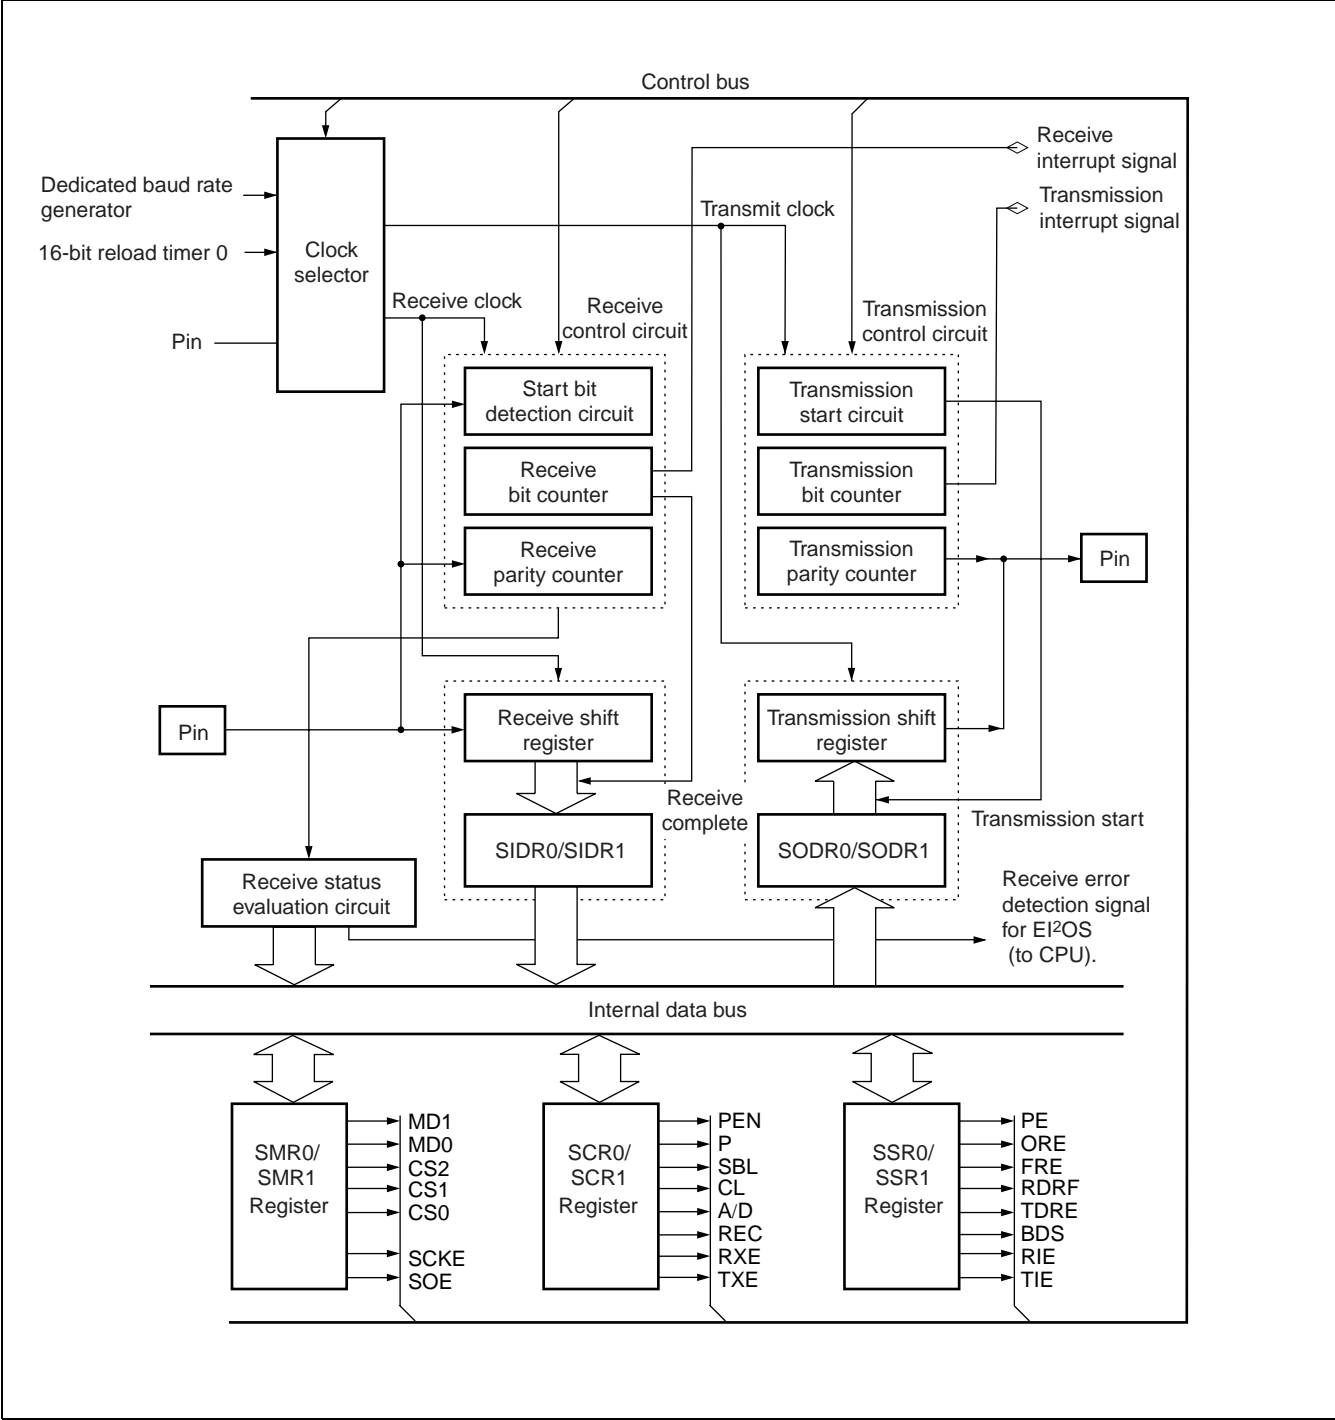 Control bus
Receive
interrupt signal
Transmission
interrupt signal
Dedicated baud rate
generator
16-bit reload timer 0
Pin
Clock
selector
Transmit clock
Receive clock
Receive
control circuit
Transmission
control circuit
Start bit
detection circuit
Receive
bit counter
Receive
parity counter
Transmission
start circuit
Transmission
bit counter
Transmission
parity counter
Pin
Pin
Receive shift
register
Transmission shift
register
Receive
complete
Transmission start
SIDR0/SIDR1
SODR0/SODR1
Receive status
evaluation circuit
Receive error
detection signal
for EI²OS
(to CPU).
Internal data bus
SMR0/
SMR1
Register
MD1
MD0
CS2
CS1
CS0
SCKE
SOE
SCR0/
SCR1
Register
PEN
P
SBL
CL
A/D
REC
RXE
TXE
SSR0/
SSR1
Register
PE
ORE
FRE
RDRF
TDRE
BDS
RIE
TIE